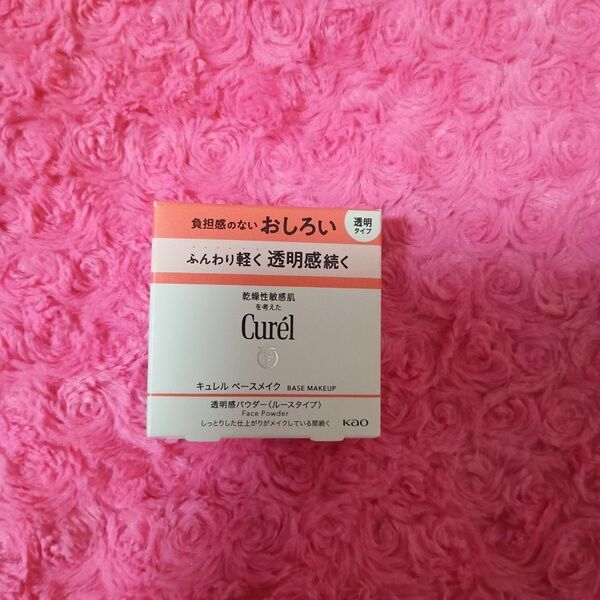 負担感のない おしろい
透明
タイプ
ふんわり軽く 透明感続く
乾燥性敏感肌
を考えた
Curél
キュレル ベースメイク BASE MAKEUP
透明感パウダー〈ルースタイプ〉
Face Powder
しっとりした仕上がりがメイクしている間続く
Kao